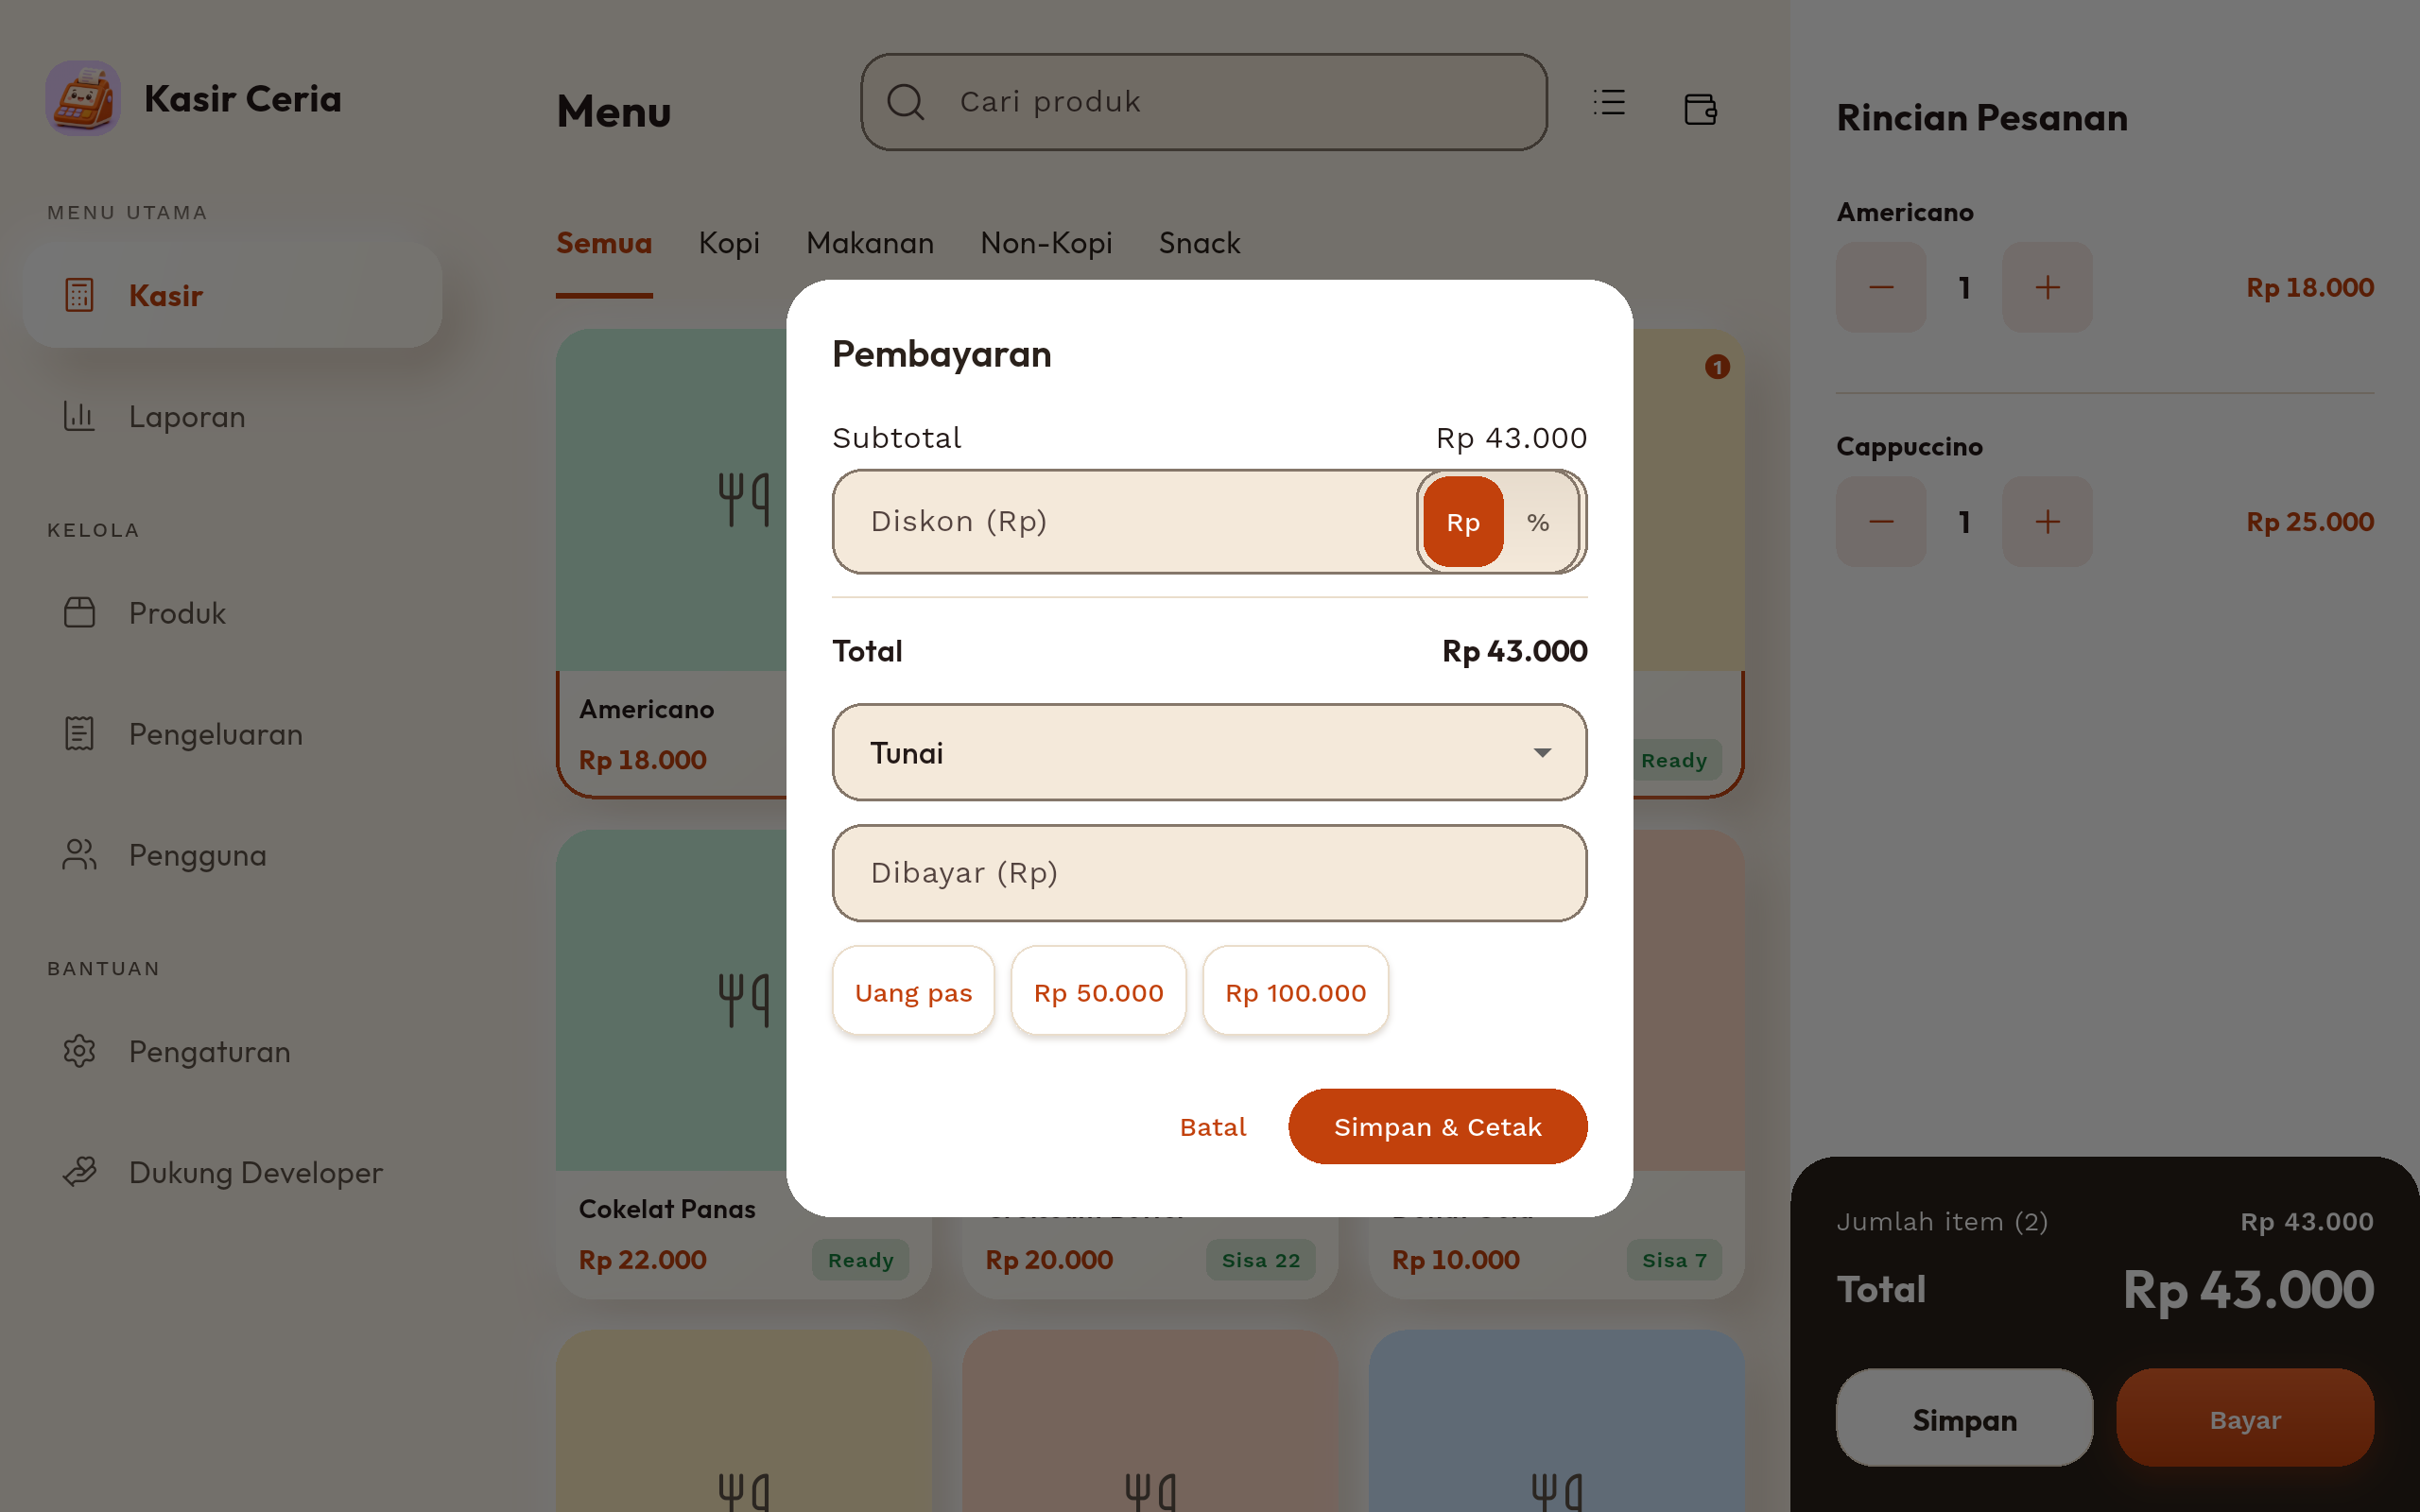 Kasir Ceria
MENU UTAMA
Kasir
Laporan
KELOLA
Produk
Pengeluaran
Pengguna
BANTUAN
Pengaturan
Dukung Developer
Menu
Cari produk
Semua Kopi Makanan Non-Kopi Snack
1
Americano
Rp 18.000
Ready
Cokelat Panas
Rp 22.000 Ready
Rp 20.000 Sisa 22
Rp 10.000 Sisa 7
Pembayaran
Subtotal Rp 43.000
Diskon (Rp) Rp %
Total Rp 43.000
Tunai
Dibayar (Rp)
Uang pas Rp 50.000 Rp 100.000
Batal Simpan & Cetak
Rincian Pesanan
Americano
1 Rp 18.000
Cappuccino
1 Rp 25.000
Jumlah item (2) Rp 43.000
Total Rp 43.000
Simpan Bayar